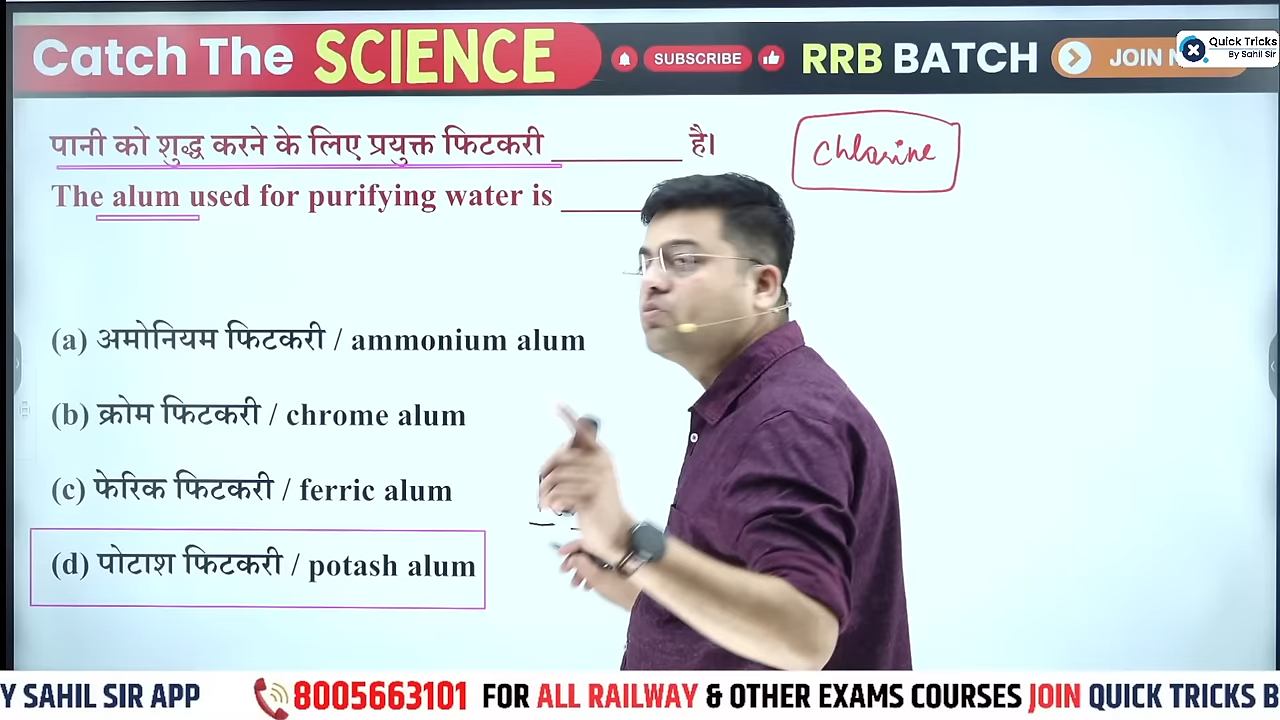 Catch The SCIENCE SUBSCRIBE RRB BATCH JOIN
Quick Tricks
By Sahil Sir
पानी को शुद्ध करने के लिए प्रयुक्त फिटकरी ________ है।
chlorine
The alum used for purifying water is _____
(a) अमोनियम फिटकरी / ammonium alum
(b) क्रोम फिटकरी / chrome alum
(c) फेरिक फिटकरी / ferric alum
(d) पोटाश फिटकरी / potash alum
Y SAHIL SIR APP 8005663101 FOR ALL RAILWAY & OTHER EXAMS COURSES JOIN QUICK TRICKS B